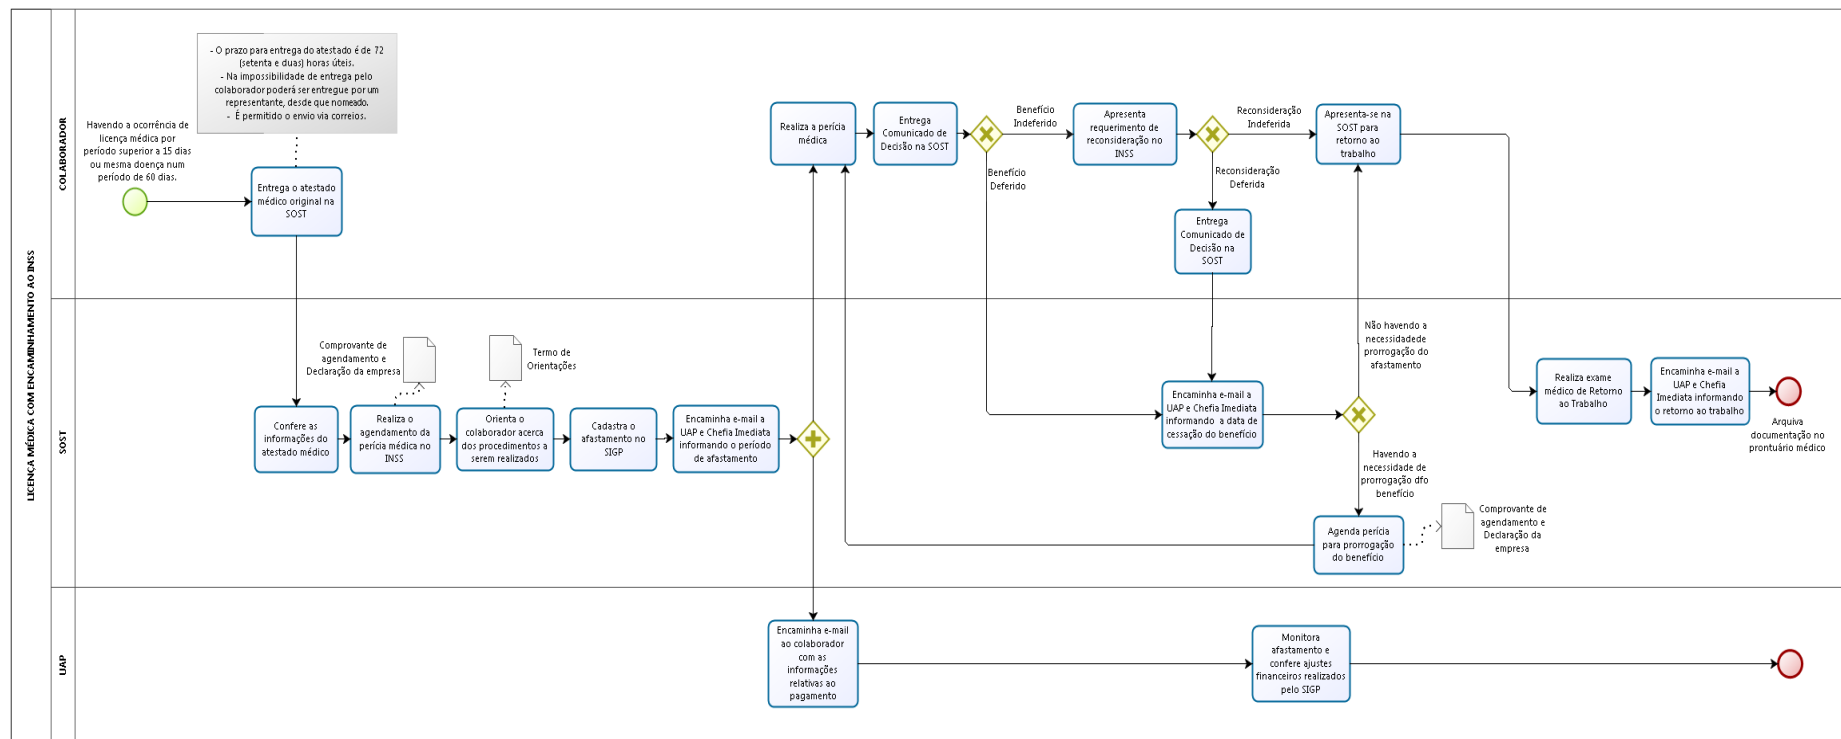 LICENÇA MÉDICA COM ENCAMINHAMENTO AO INSS
COLABORADOR
- O prazo para entrega do atestado é de 72
(setenta e duas) horas úteis.
- Na impossibilidade de entrega pelo
colaborador poderá ser entregue por um
representante, desde que nomeado.
- É permitido o envio via correios.
Havendo a ocorrência de
licença médica por
período superior a 15 dias
ou mesma doença num
período de 60 dias.
Entrega o atestado
médico original na
SOST
Realiza a perícia
médica
Entrega
Comunicado de
Decisão na SOST
Benefício
Indeferido
Benefício
Deferido
Apresenta
requerimento de
reconsideração no
INSS
Reconsideração
Indeferida
Reconsideração
Deferida
Apresenta-se na
SOST para
retorno ao
trabalho
Entrega
Comunicado de
Decisão na
SOST
SOST
Comprovante de
agendamento e
Declaração da empresa
Termo de
Orientações
Confere as
informações do
atestado médico
Realiza o
agendamento da
perícia médica no
INSS
Orienta o
colaborador acerca
dos procedimentos a
serem realizados
Cadastra o
afastamento no
SIGP
Encaminha e-mail a
UAP e Chefia Imediata
informando o período
de afastamento
Encaminha e-mail a
UAP e Chefia Imediata
informando a data de
cessação do benefício
Não havendo a
necessidadede
prorrogação do
afastamento
Havendo a
necessidade de
prorrogação dfo
benefício
Agenda perícia
para prorrogação
do benefício
Comprovante de
agendamento e
Declaração da
empresa
Realiza exame
médico de Retorno
ao Trabalho
Encaminha e-mail a
UAP e Chefia
Imediata informando
o retorno ao trabalho
Arquiva
documentação no
prontuário médico
UAP
Encaminha e-mail
ao colaborador
com as
informações
relativas ao
pagamento
Monitora
afastamento e
confere ajustes
financeiros realizados
pelo SIGP